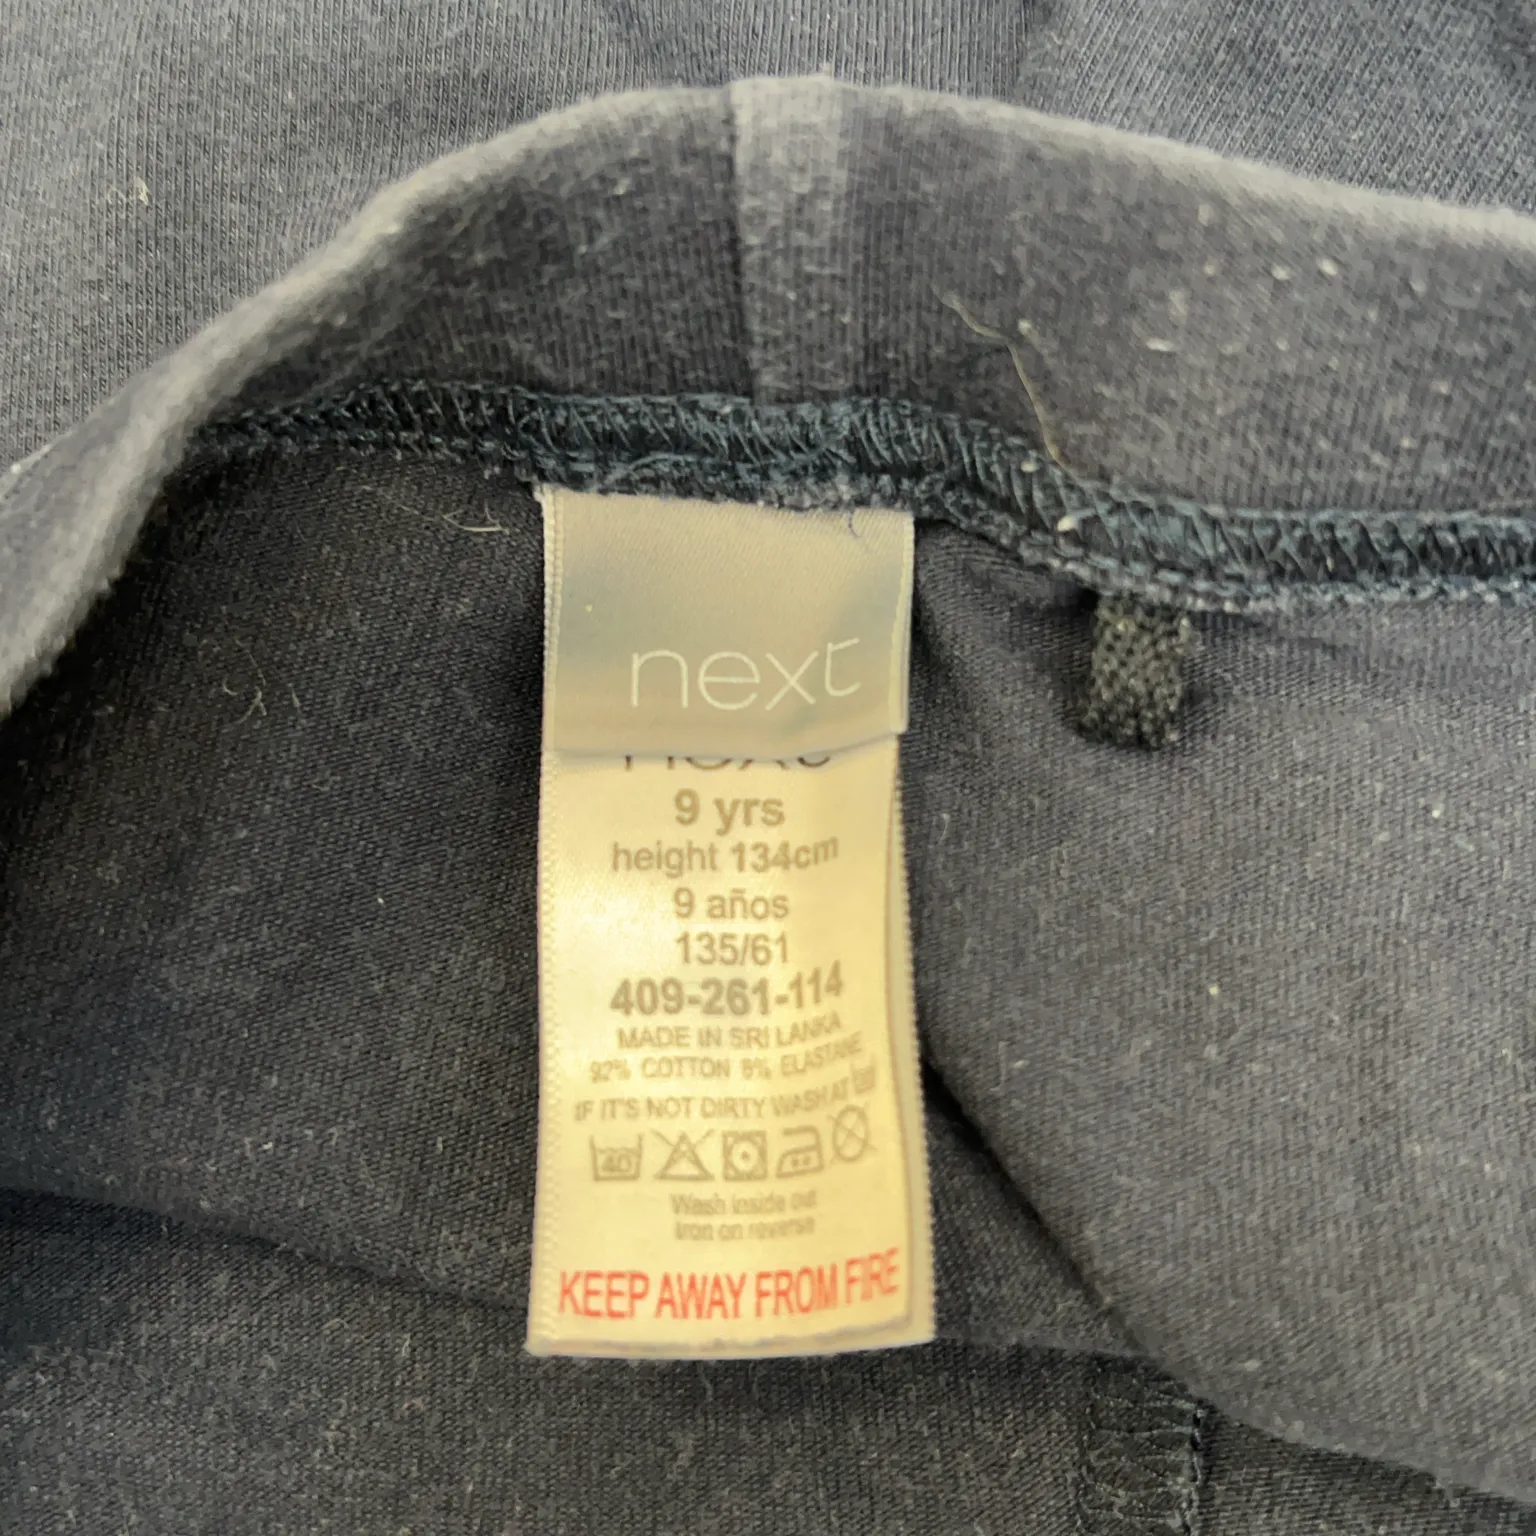 next
next
9 yrs
height 134cm
9 años
135/61
409-261-114
MADE IN SRI LANKA
92% COTTON 8% ELASTANE
IF IT'S NOT DIRTY WASH AT
40
Wash inside out
Iron on reverse
KEEP AWAY FROM FIRE